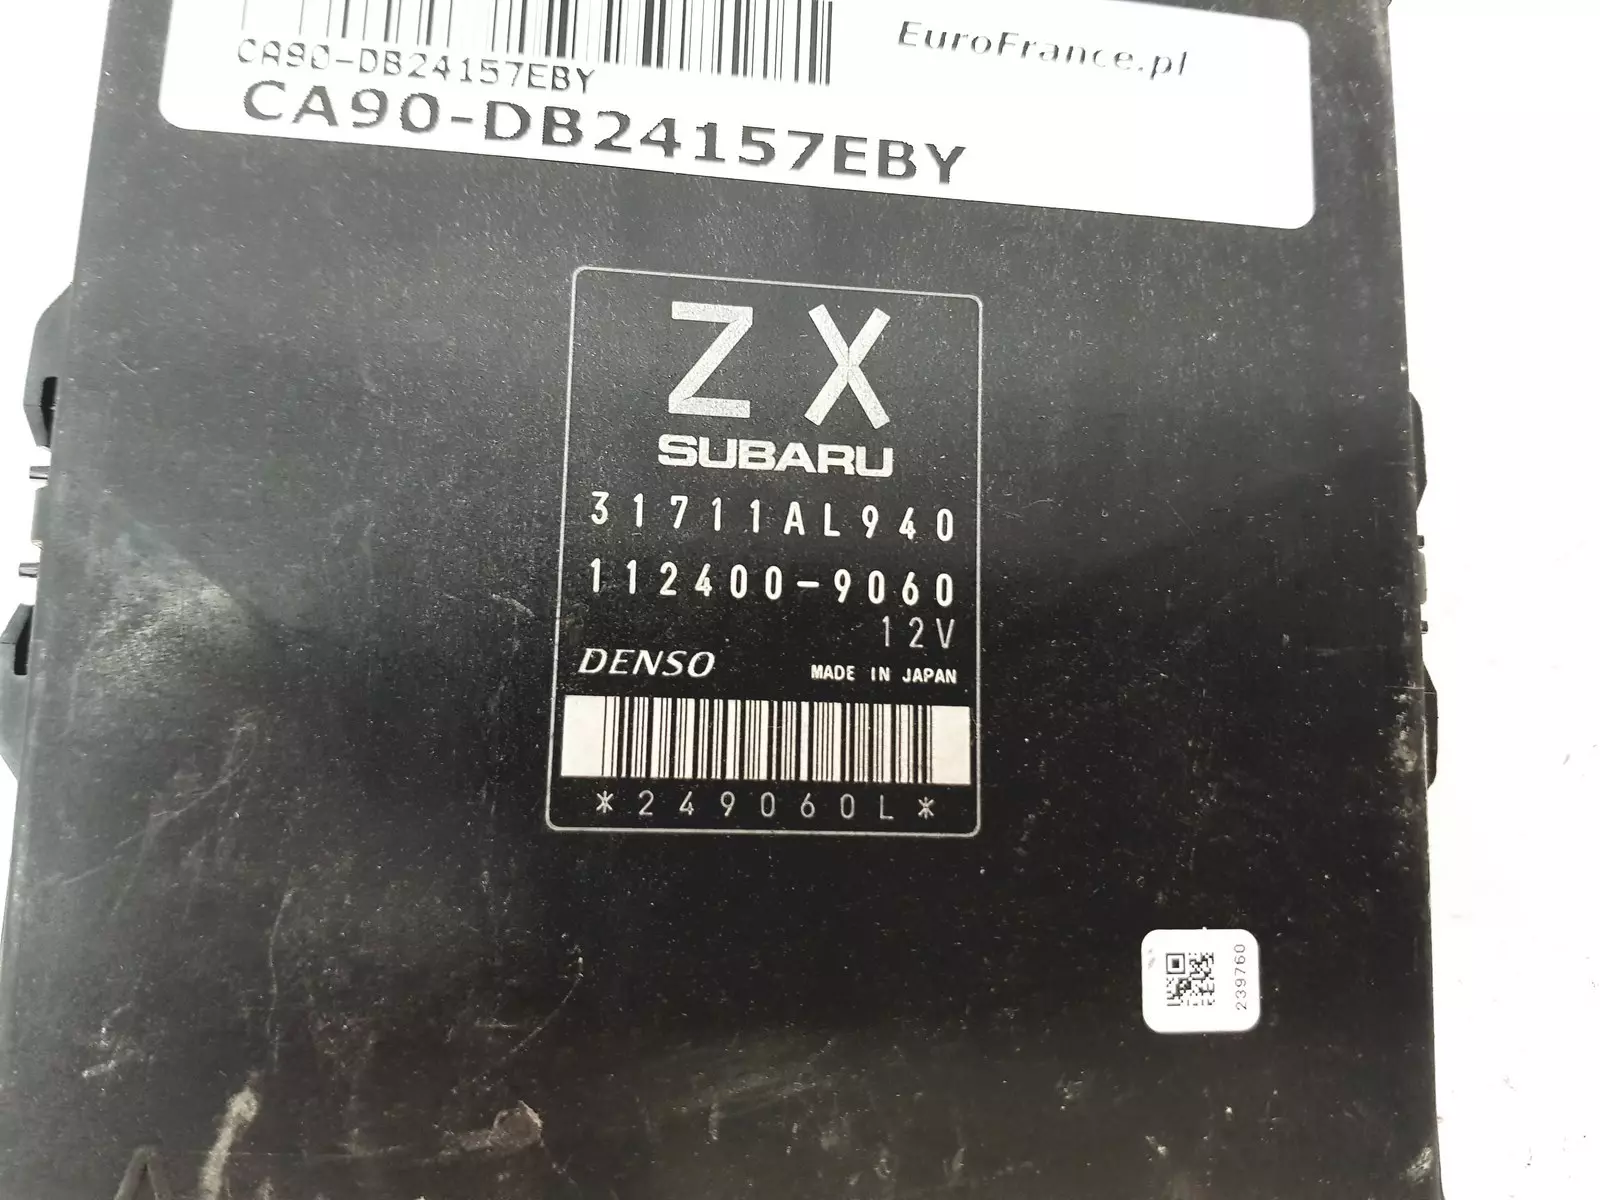 EuroFrance.pl
CA90-DB24157EBY
CA90-DB24157EBY
ZX
SUBARU
31711AL940
112400-9060
12V
DENSO
MADE IN JAPAN
*249060L*
239760